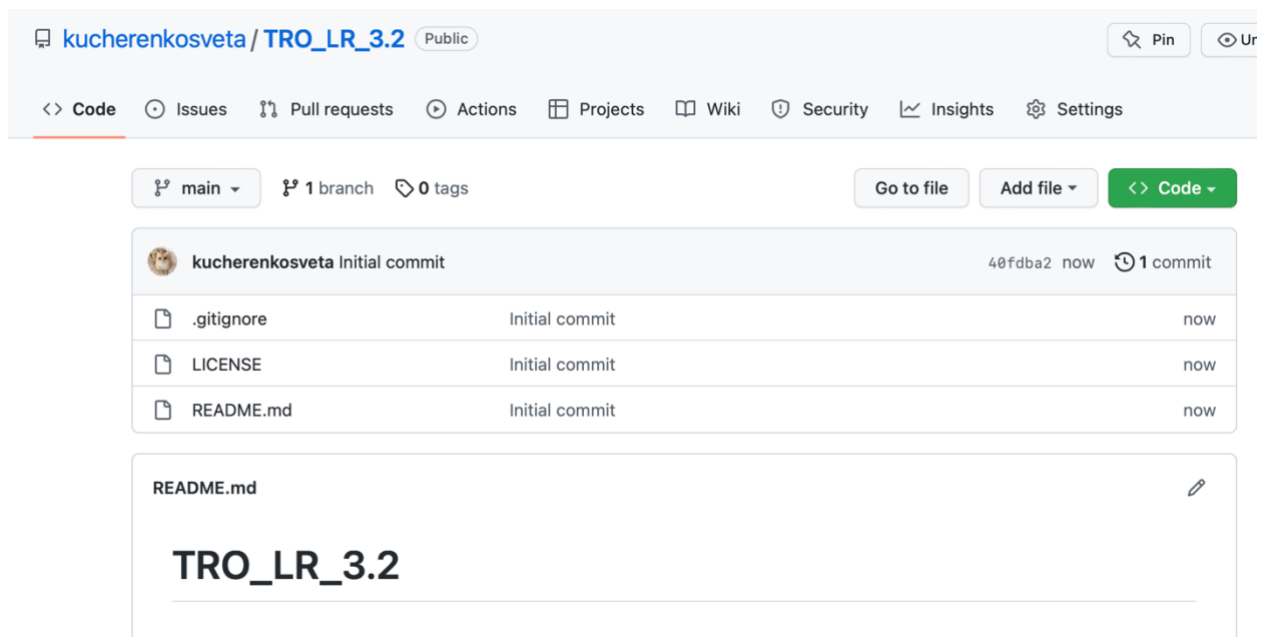 kucherenkosveta / TRO_LR_3.2 Public Pin
Code Issues Pull requests Actions Projects Wiki Security Insights Settings
main 1 branch 0 tags Go to file Add file Code
kucherenkosveta Initial commit 40fdba2 now 1 commit
.gitignore Initial commit now
LICENSE Initial commit now
README.md Initial commit now
README.md
TRO_LR_3.2